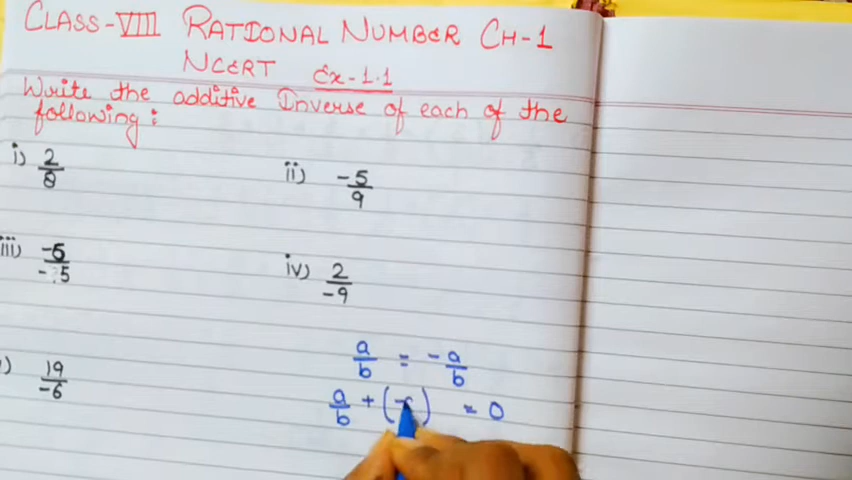 CLASS-VIII RATIONAL NUMBER CH-1
NCERT Ex-1.1
Write the additive Inverse of each of the
following:
i) 2/8 ii) -5/9
iii) -6/-5 iv) 2/-9
) 19/-6
a/b = -a/b
a/b + (- ) = 0